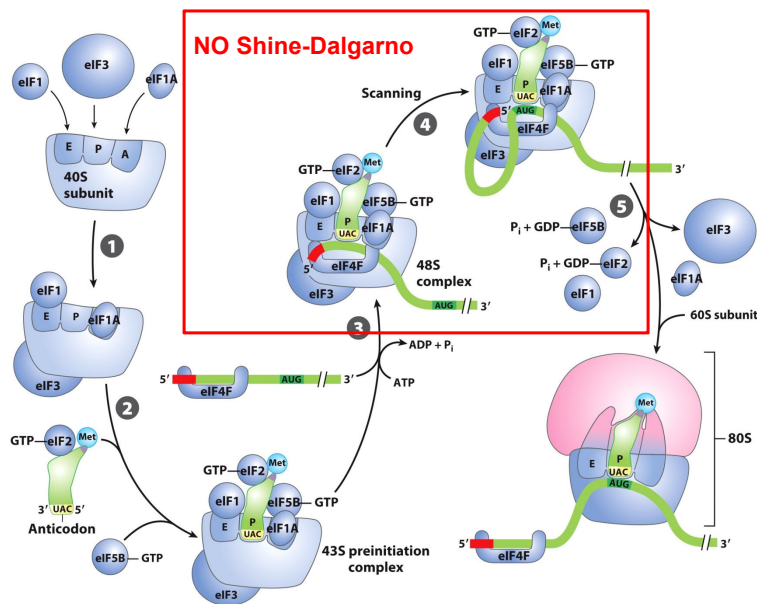 NO Shine-Dalgarno
eIF1
eIF3
eIF1A
E
P
A
40S
subunit
1
eIF1
E
P
eIF1A
eIF3
2
GTP
eIF2
Met
3′
UAC
5′
Anticodon
eIF5B
GTP
GTP
eIF2
Met
eIF1
eIF5B
GTP
E
P
eIF1A
UAC
43S preinitiation
complex
eIF3
5′
eIF4F
AUG
3′
3
ADP + Pi
ATP
GTP
eIF2
Met
eIF1
eIF5B
GTP
E
P
eIF1A
UAC
eIF4F
5′
eIF3
48S
complex
AUG
3′
Scanning
4
GTP
eIF2
Met
eIF1
eIF5B
GTP
E
P
eIF1A
UAC
5′
AUG
eIF4F
eIF3
3′
5
Pi + GDP
eIF5B
Pi + GDP
eIF2
eIF1
eIF3
eIF1A
60S subunit
Met
E
P
UAC
AUG
80S
5′
eIF4F
3′